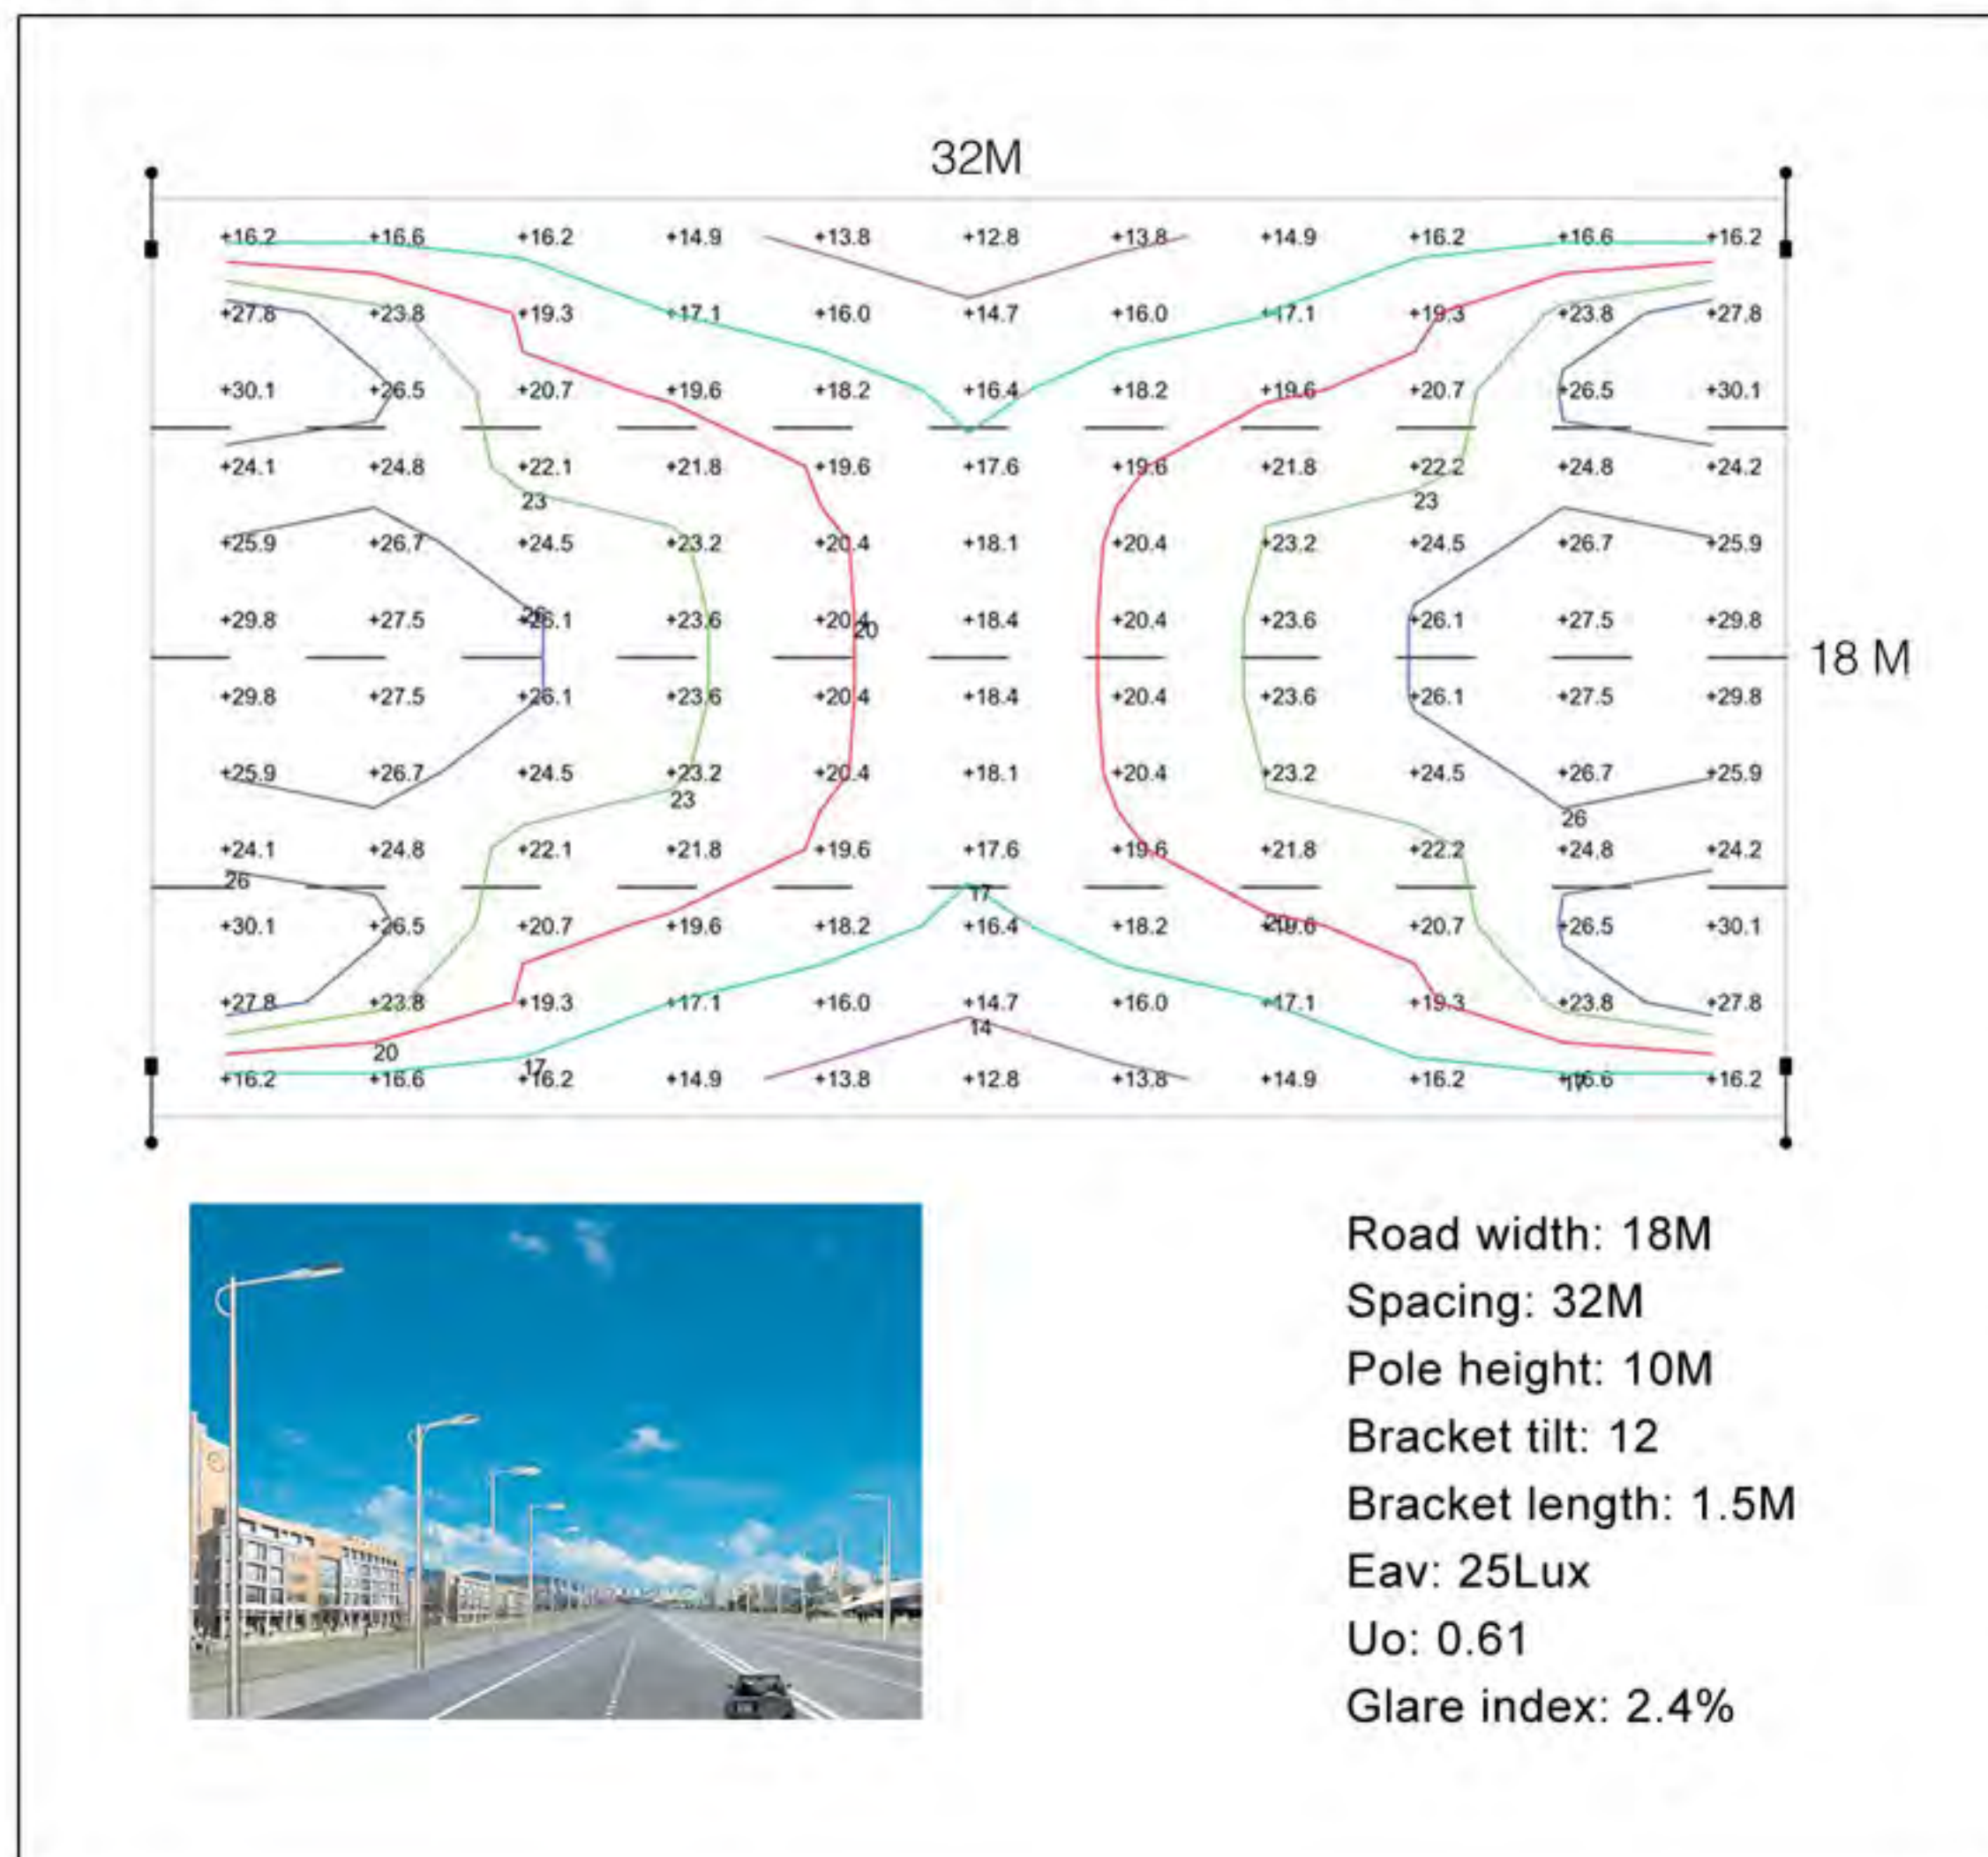 32M
+16.2 +16.6 +16.2 +14.9 +13.8 +12.8 +13.8 +14.9 +16.2 +16.6 +16.2
+27.8 +23.8 +19.3 +17.1 +16.0 +14.7 +16.0 +17.1 +19.3 +23.8 +27.8
+30.1 +26.5 +20.7 +19.6 +18.2 +16.4 +18.2 +19.6 +20.7 +26.5 +30.1
+24.1 +24.8 +22.1 +21.8 +19.6 +17.6 +19.6 +21.8 +22.2 +24.8 +24.2
23 23
+25.9 +26.7 +24.5 +23.2 +20.4 +18.1 +20.4 +23.2 +24.5 +26.7 +25.9
26
+29.8 +27.5 +26.1 +23.6 +20.4 +18.4 +20.4 +23.6 +26.1 +27.5 +29.8
20
18 M
+29.8 +27.5 +26.1 +23.6 +20.4 +18.4 +20.4 +23.6 +26.1 +27.5 +29.8
+25.9 +26.7 +24.5 +23.2 +20.4 +18.1 +20.4 +23.2 +24.5 +26.7 +25.9
23 26
+24.1 +24.8 +22.1 +21.8 +19.6 +17.6 +19.6 +21.8 +22.2 +24.8 +24.2
26 17
+30.1 +26.5 +20.7 +19.6 +18.2 +16.4 +18.2 +19.6 +20.7 +26.5 +30.1
20
+27.8 +23.8 +19.3 +17.1 +16.0 +14.7 +16.0 +17.1 +19.3 +23.8 +27.8
14
20 17
+16.2 +16.6 +16.2 +14.9 +13.8 +12.8 +13.8 +14.9 +16.2 +16.6 +16.2
17
Road width: 18M
Spacing: 32M
Pole height: 10M
Bracket tilt: 12
Bracket length: 1.5M
Eav: 25Lux
Uo: 0.61
Glare index: 2.4%